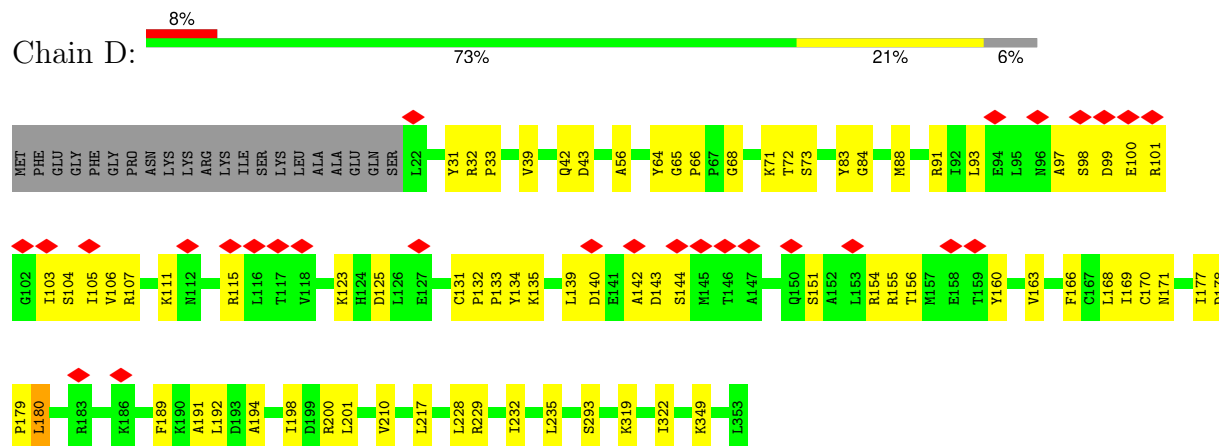 8%
Chain D:
73% 21% 6%
MET PHE GLU GLY PHE GLY PRO ASN LYS LYS ARG LYS ILE SER LYS LEU ALA ALA GLU GLN SER L22 Y31 R32 P33 V39 Q42 D43 A56 Y64 G65 P66 P67 G68 K71 T72 S73 Y83 G84 M88 R91 I92 L93 E94 L95 N96 A97 S98 D99 E100 R101
G102 I103 S104 I105 V106 R107 K111 N112 R115 L116 T117 V118 K123 H124 D125 L126 E127 C131 P132 P133 Y134 K135 L139 D140 E141 A142 D143 S144 M145 T146 A147 Q150 S151 A152 L153 R154 R155 T156 M157 E158 T159 Y160 V163 F166 C167 L168 I169 C170 N171 I177
P179 L180 R183 K186 F189 K190 A191 L192 D193 A194 I198 D199 R200 L201 V210 L217 L228 R229 I232 L235 S293 K319 I322 K349 L353